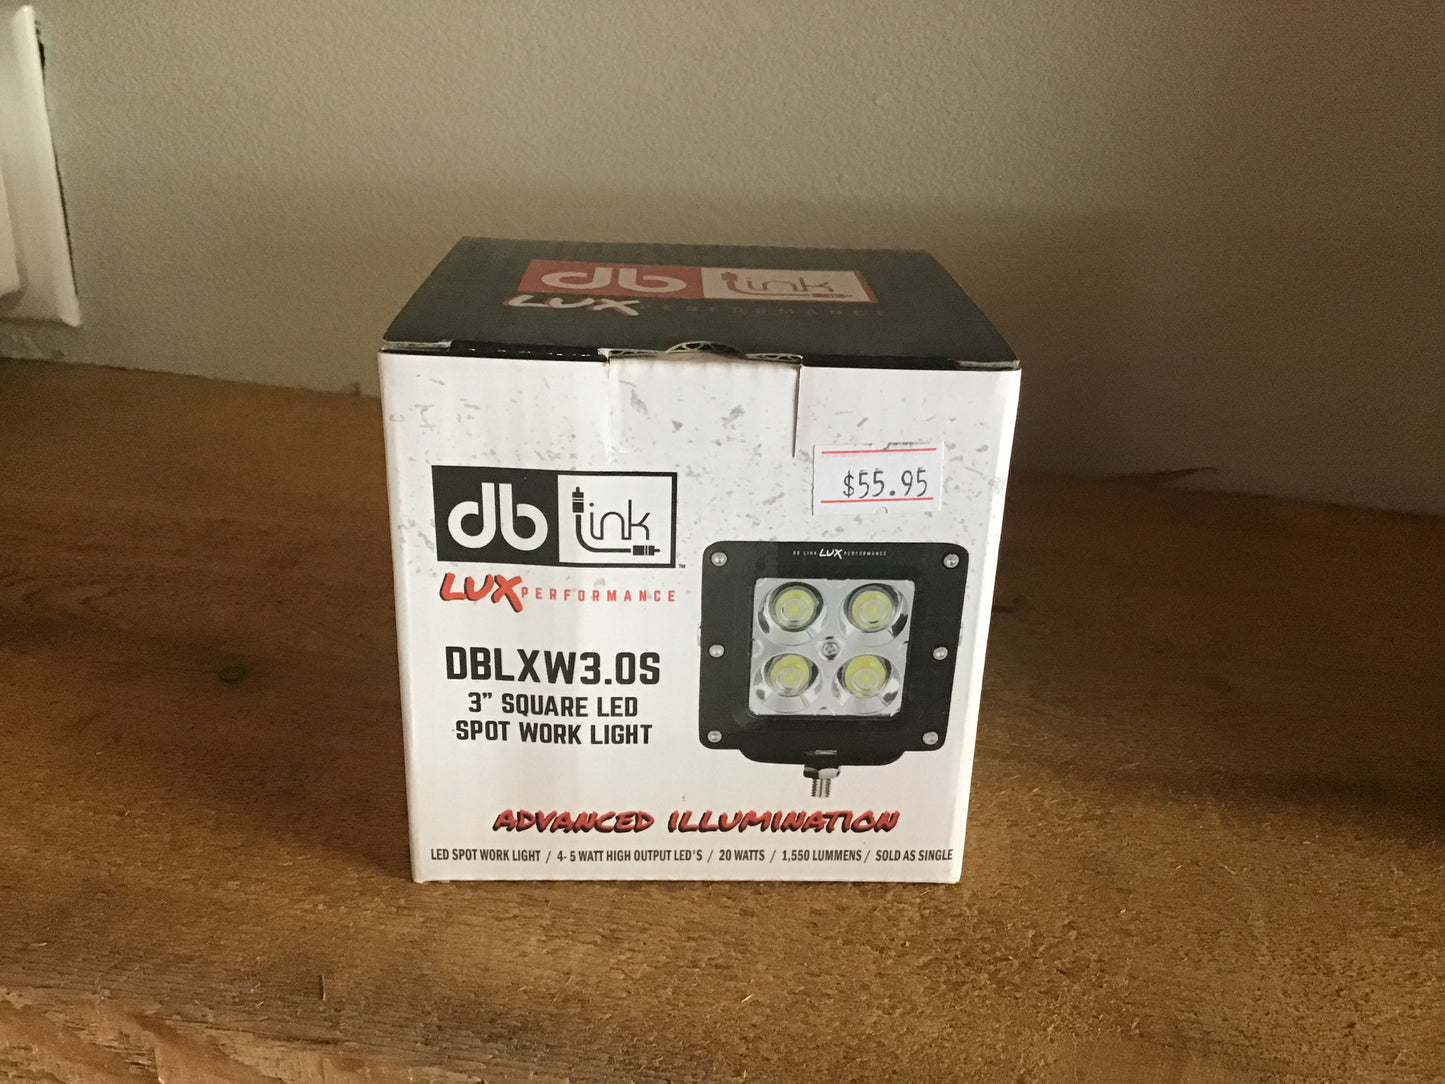 db link
LUX PERFORMANCE
$55.95
db link™
LUX PERFORMANCE
DB LINK LUX PERFORMANCE
DBLXW3.0S
3" SQUARE LED
SPOT WORK LIGHT
ADVANCED ILLUMINATION
LED SPOT WORK LIGHT / 4- 5 WATT HIGH OUTPUT LED'S / 20 WATTS / 1,550 LUMMENS / SOLD AS SINGLE